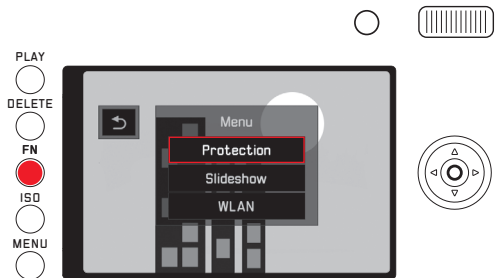 PLAY
DELETE
FN
ISO
MENU
Menu
Protection
Slideshow
WLAN